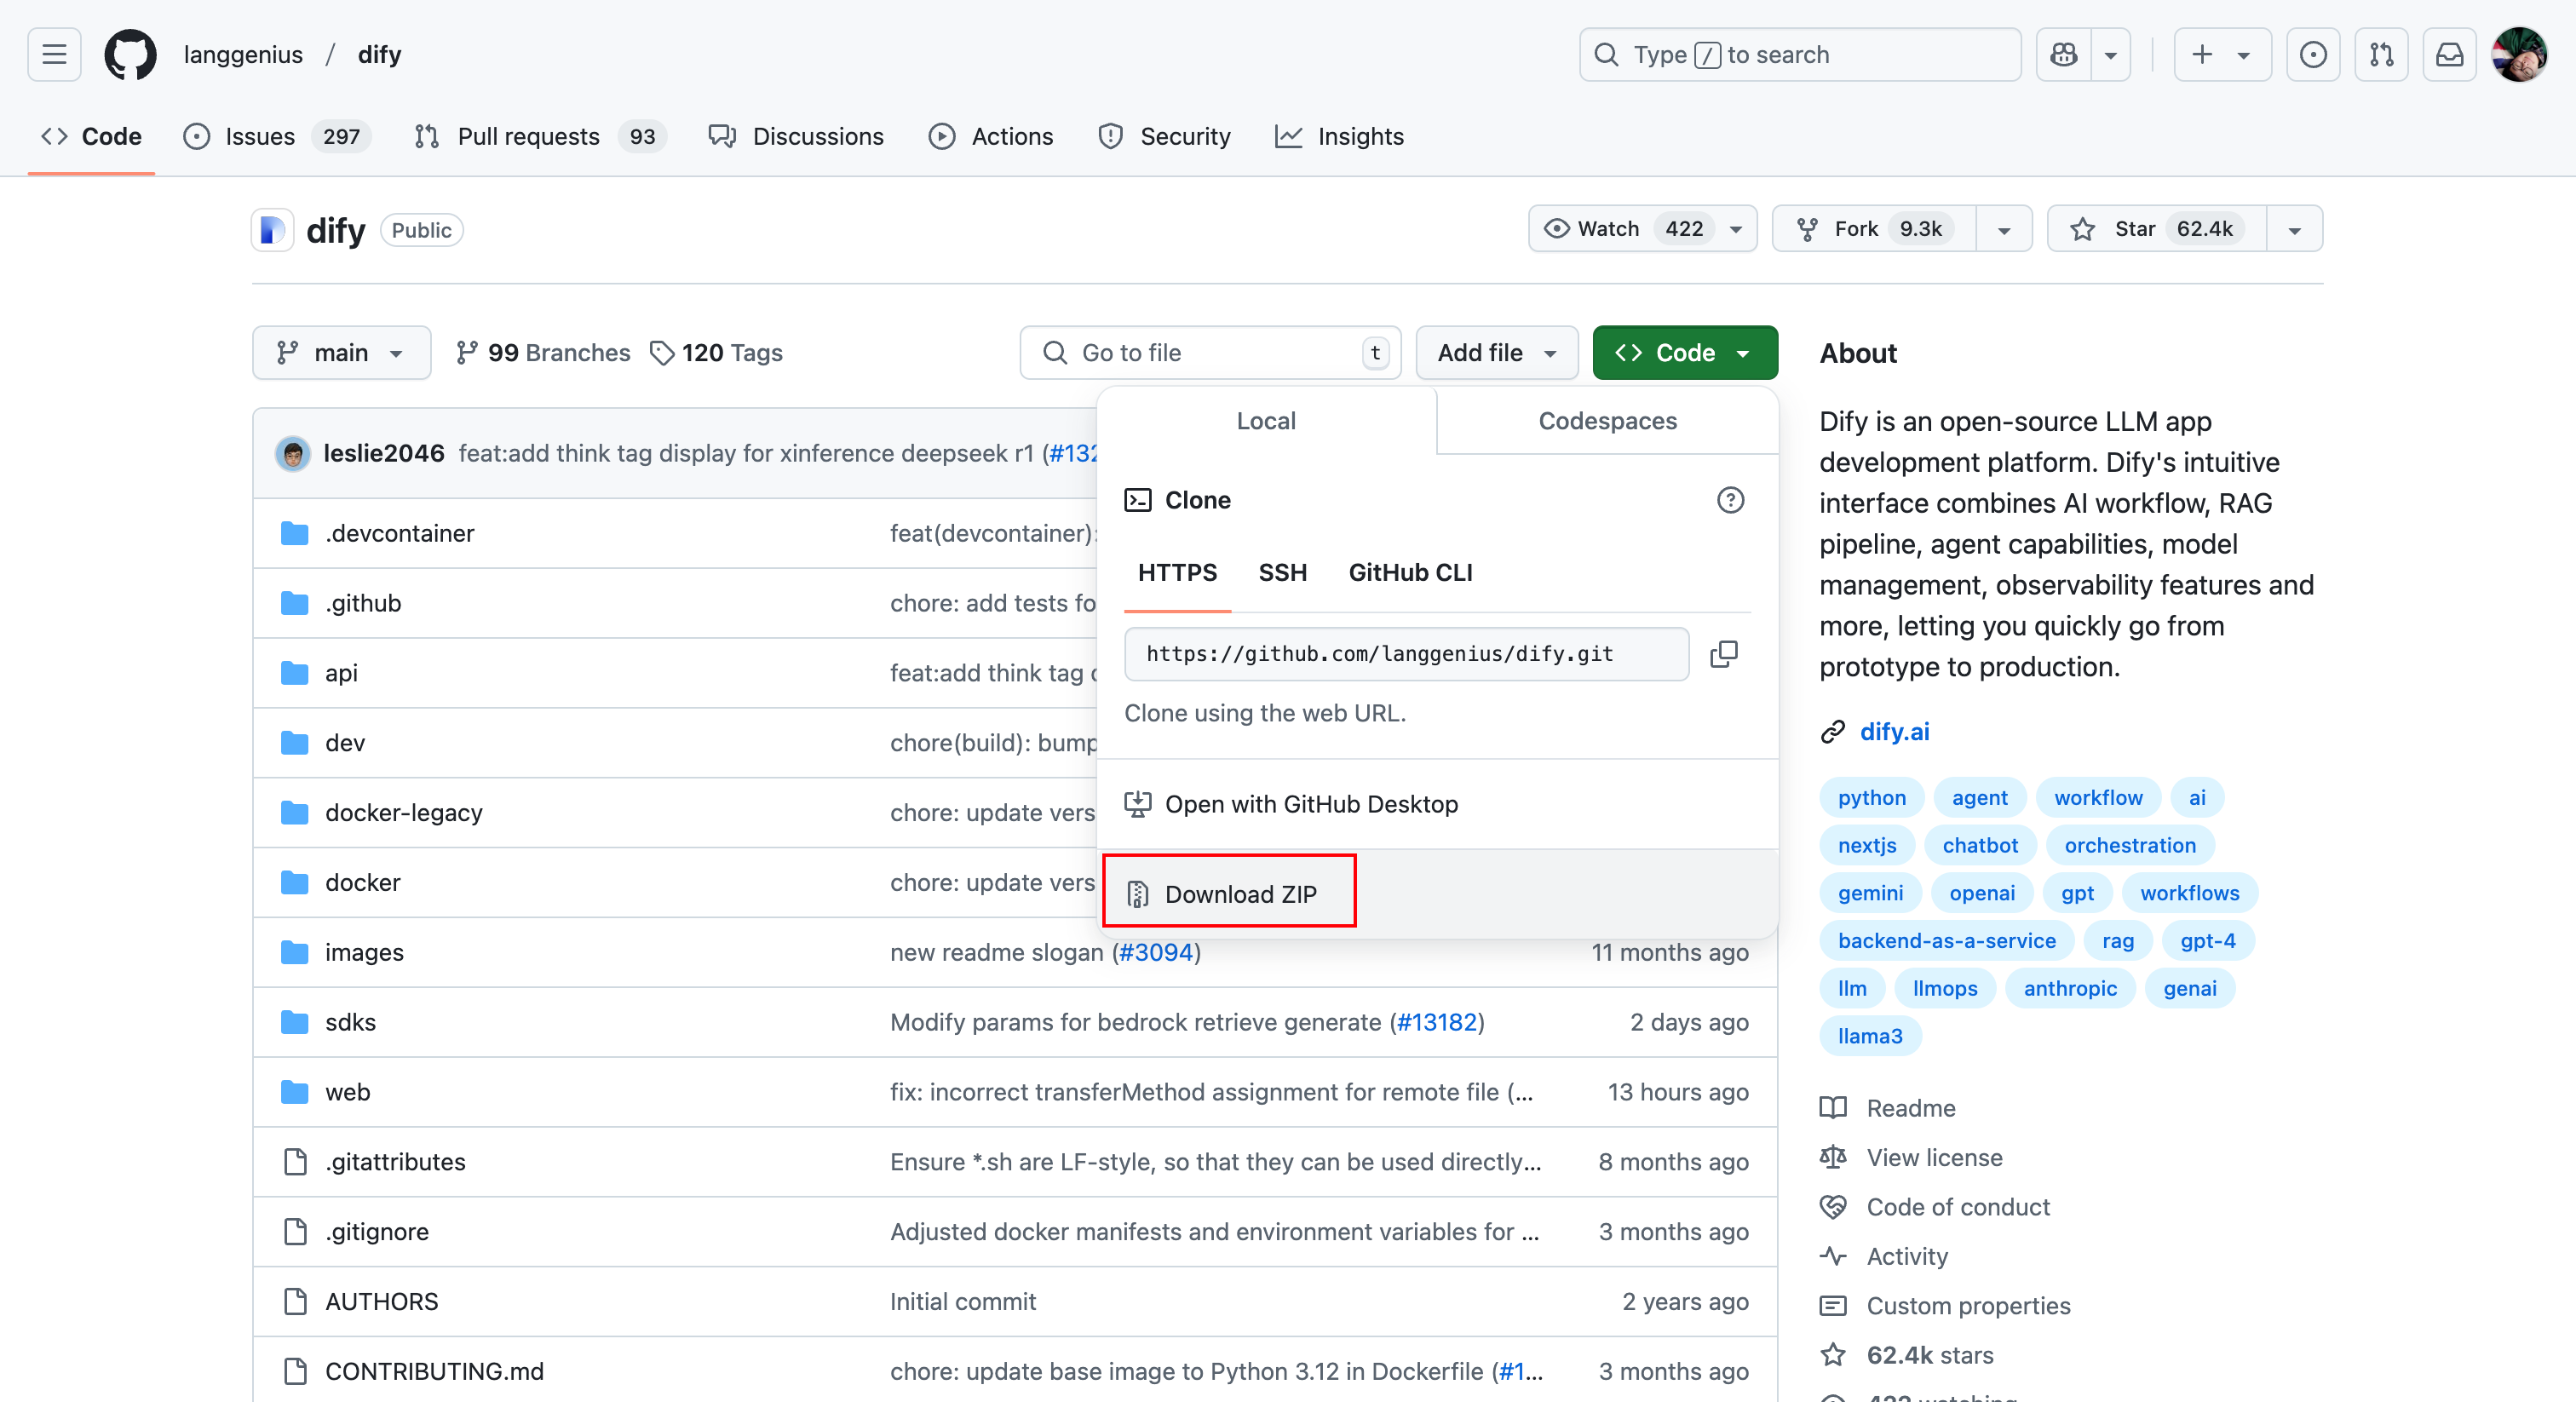 langgenius / dify
Type / to search
Code
Issues 297
Pull requests 93
Discussions
Actions
Security
Insights
dify Public
Watch 422
Fork 9.3k
Star 62.4k
main
99 Branches
120 Tags
Go to file t
Add file
Code
Local
Codespaces
Clone
HTTPS
SSH
GitHub CLI
https://github.com/langgenius/dify.git
Clone using the web URL.
Open with GitHub Desktop
Download ZIP
leslie2046 feat:add think tag display for xinference deepseek r1 (#132
.devcontainer feat(devcontainer):
.github chore: add tests fo
api feat:add think tag
dev chore(build): bump
docker-legacy chore: update vers
docker chore: update vers
images new readme slogan (#3094) 11 months ago
sdks Modify params for bedrock retrieve generate (#13182) 2 days ago
web fix: incorrect transferMethod assignment for remote file (... 13 hours ago
.gitattributes Ensure *.sh are LF-style, so that they can be used directly... 8 months ago
.gitignore Adjusted docker manifests and environment variables for ... 3 months ago
AUTHORS Initial commit 2 years ago
CONTRIBUTING.md chore: update base image to Python 3.12 in Dockerfile (#1... 3 months ago
About
Dify is an open-source LLM app
development platform. Dify's intuitive
interface combines AI workflow, RAG
pipeline, agent capabilities, model
management, observability features and
more, letting you quickly go from
prototype to production.
dify.ai
python agent workflow ai
nextjs chatbot orchestration
gemini openai gpt workflows
backend-as-a-service rag gpt-4
llm llmops anthropic genai
llama3
Readme
View license
Code of conduct
Activity
Custom properties
62.4k stars
422 watching